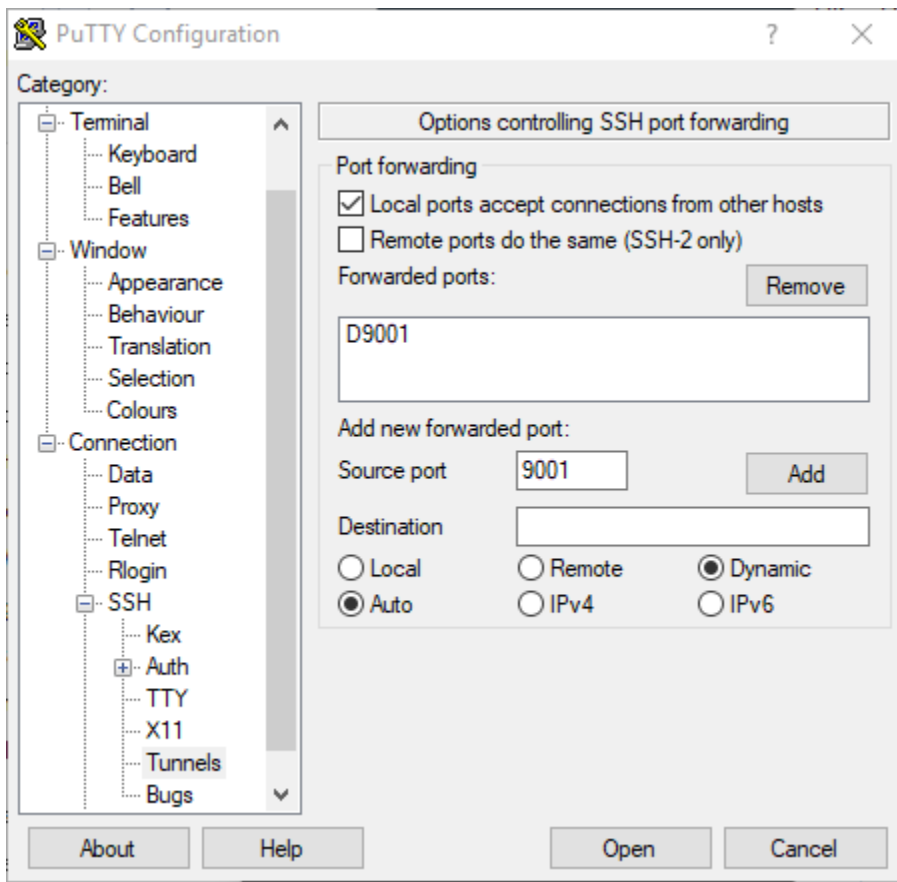 PuTTY Configuration
?
Category:
Terminal
Keyboard
Bell
Features
Window
Appearance
Behaviour
Translation
Selection
Colours
Connection
Data
Proxy
Telnet
Rlogin
SSH
Kex
Auth
TTY
X11
Tunnels
Bugs
Options controlling SSH port forwarding
Port forwarding
Local ports accept connections from other hosts
Remote ports do the same (SSH-2 only)
Forwarded ports:
Remove
D9001
Add new forwarded port:
Source port 9001 Add
Destination
Local Remote Dynamic
Auto IPv4 IPv6
About Help Open Cancel